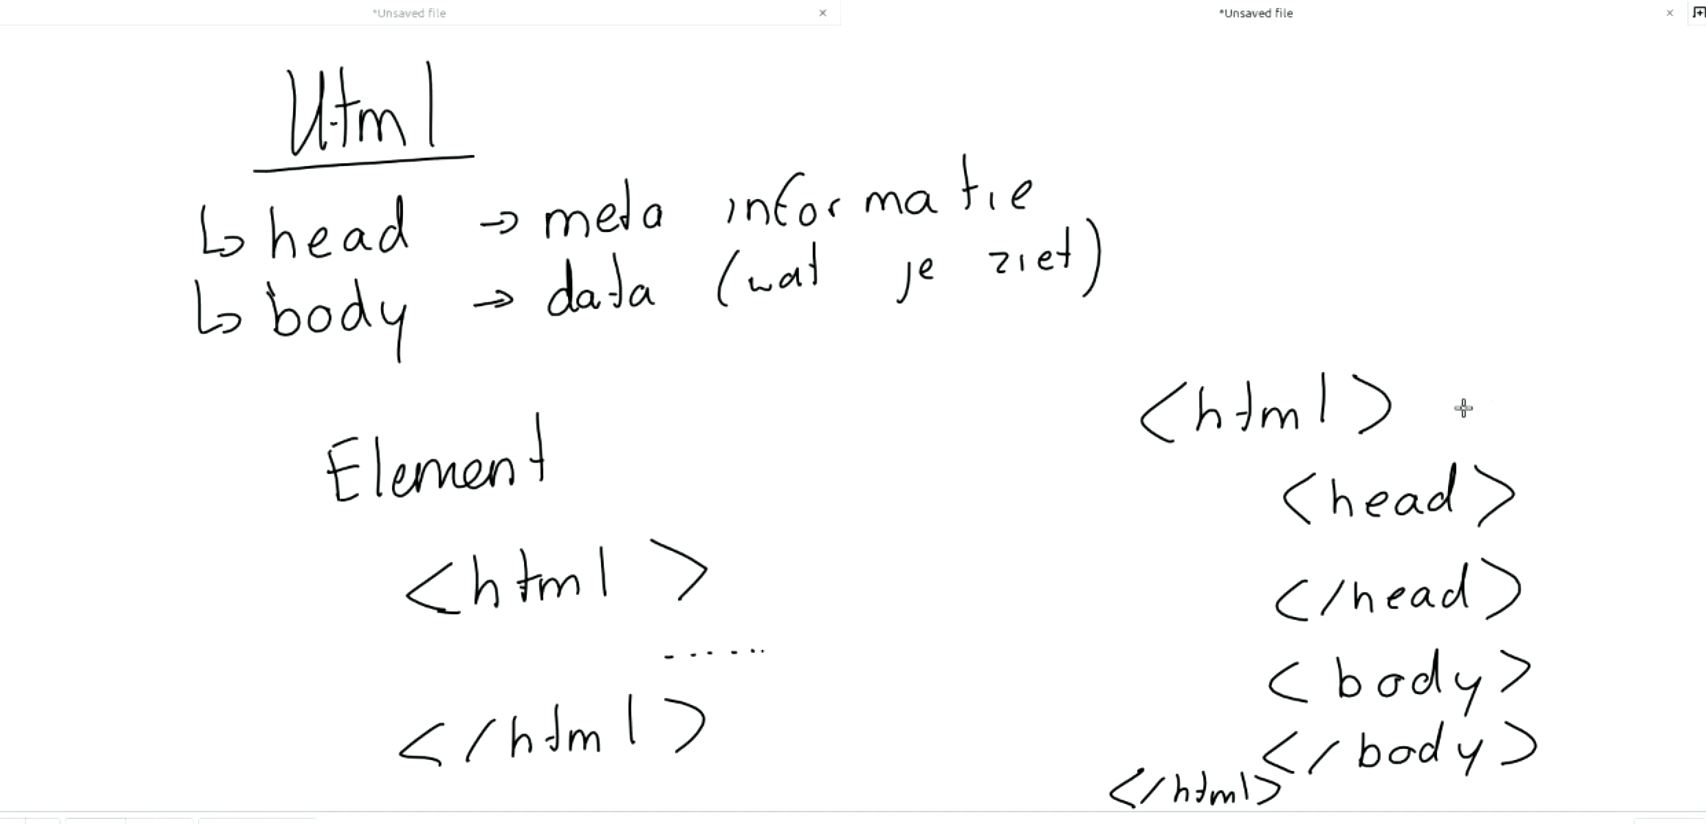 *Unsaved file × *Unsaved file ×
Html
↳ head → meta informatie
↳ body → data (wat je ziet)
Element
<html>
......
</html>
<html>
<head>
</head>
<body>
</body>
</html>